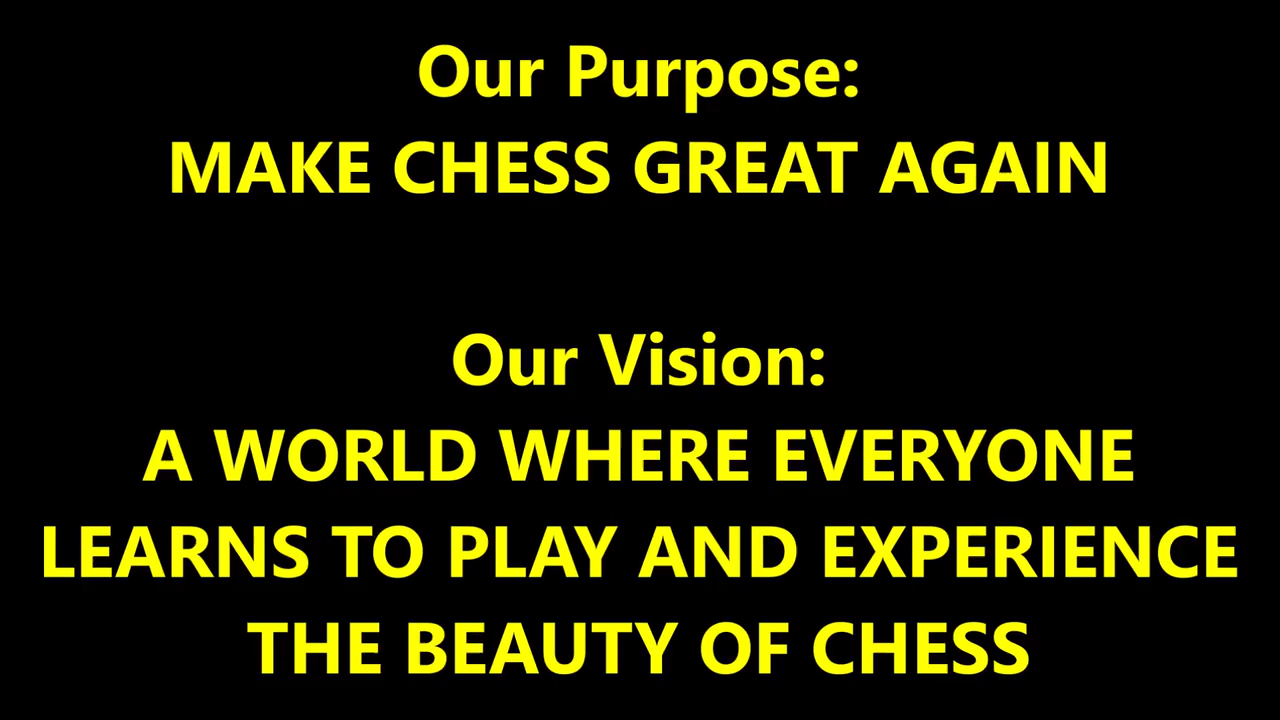 Our Purpose:
MAKE CHESS GREAT AGAIN
Our Vision:
A WORLD WHERE EVERYONE
LEARNS TO PLAY AND EXPERIENCE
THE BEAUTY OF CHESS